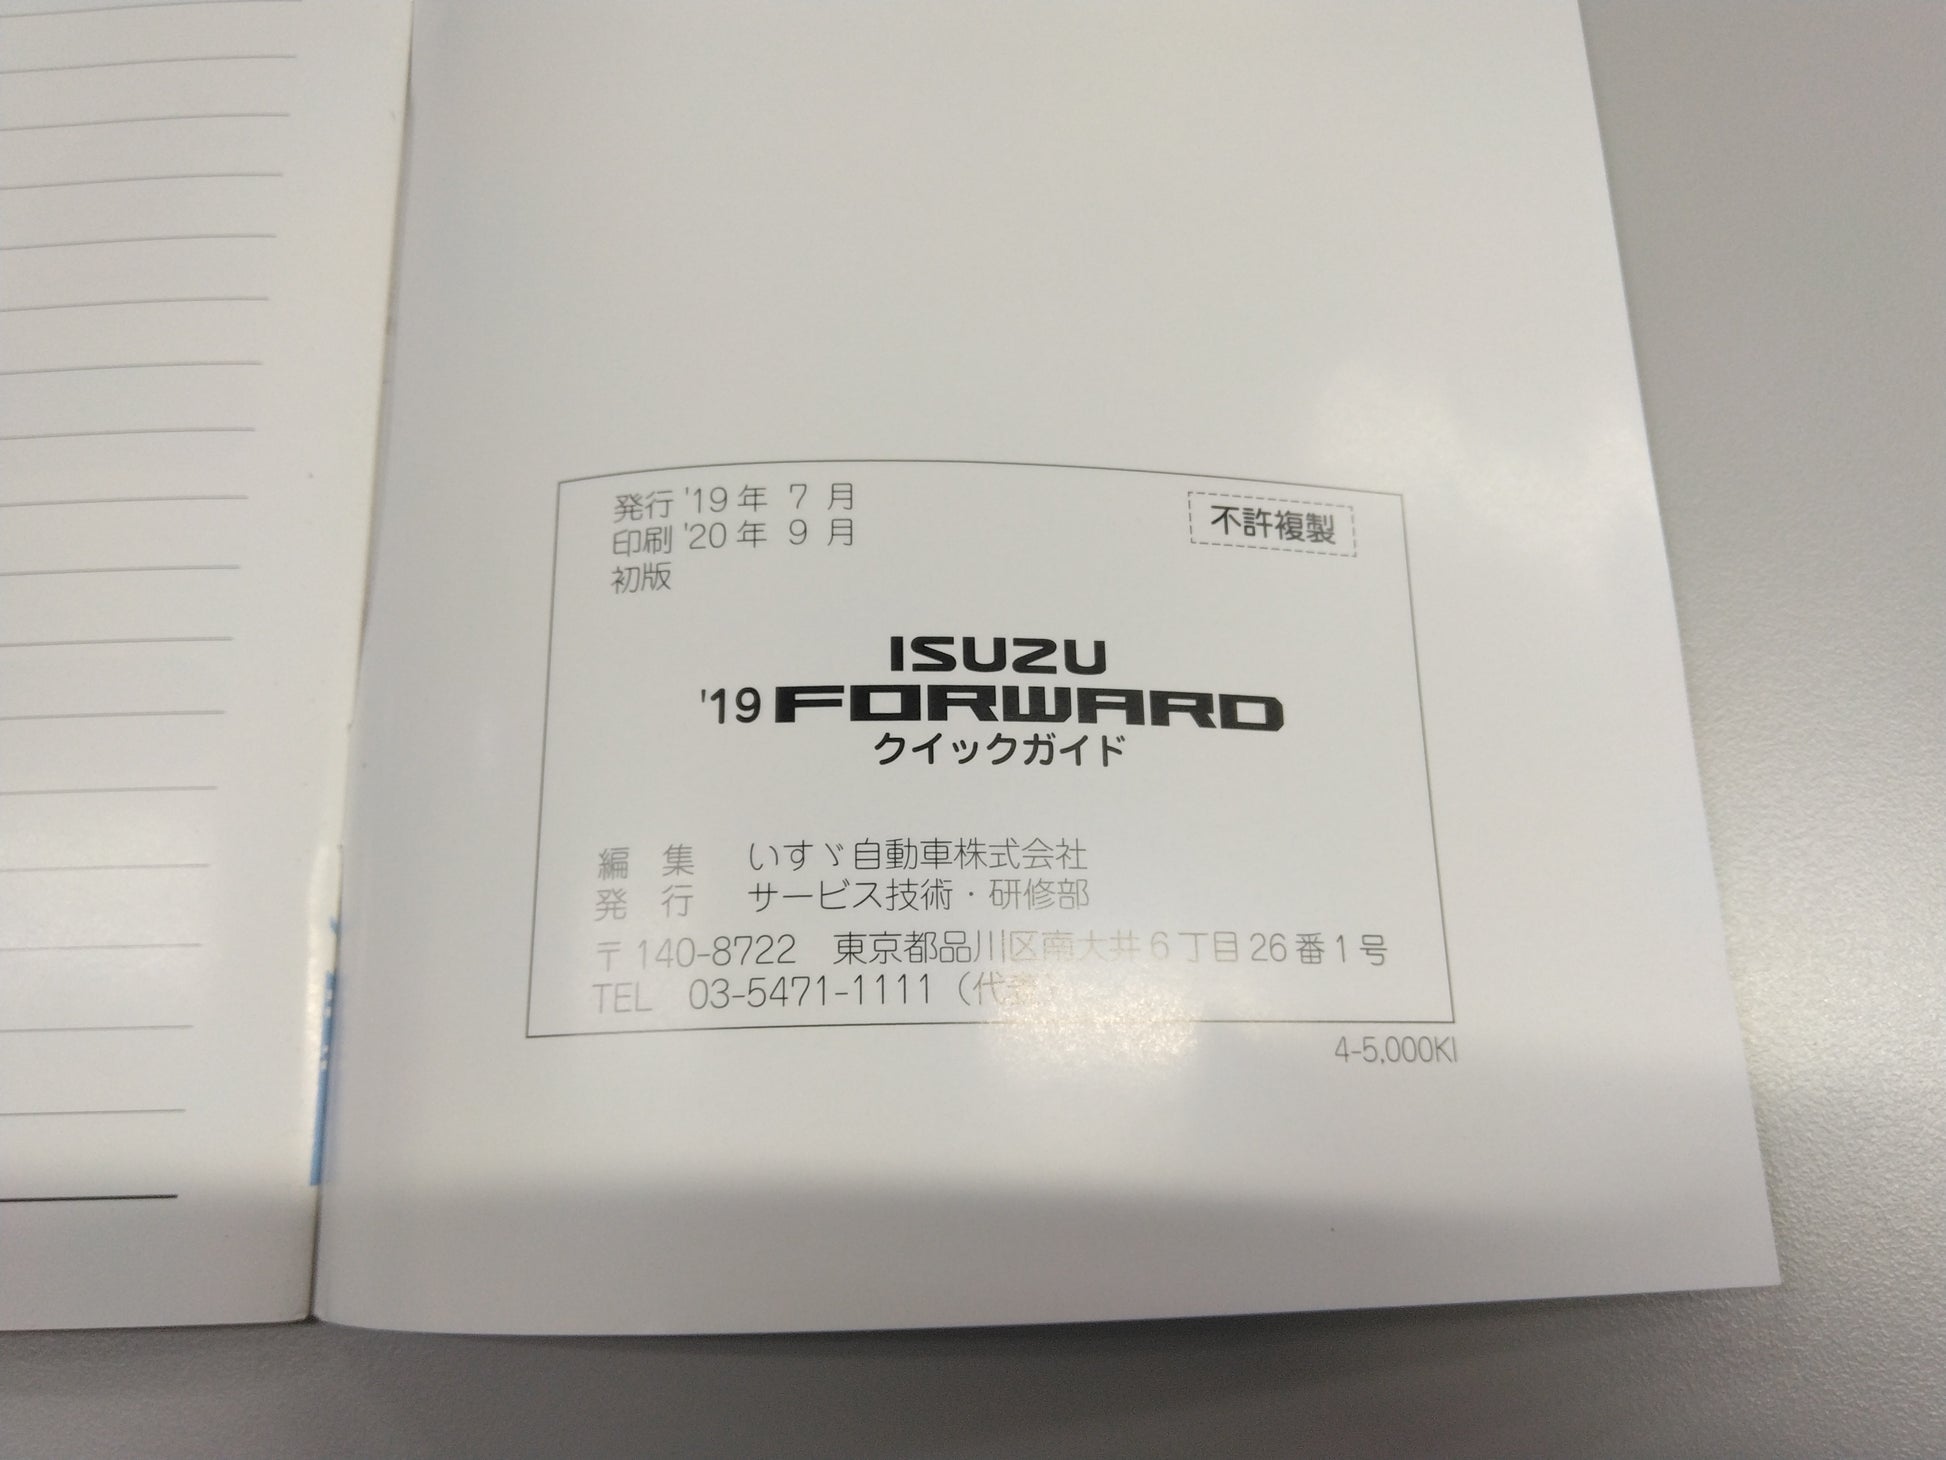 発行 '19年 7 月
不許複製
印刷 '20年 9 月
初版
ISUZU
'19 FORWARD
クイックガイド
編 集 いすゞ自動車株式会社
発 行 サービス技術・研修部
〒140-8722 東京都品川区南大井6丁目26番1号
TEL 03-5471-1111（代表）
4-5,000KI